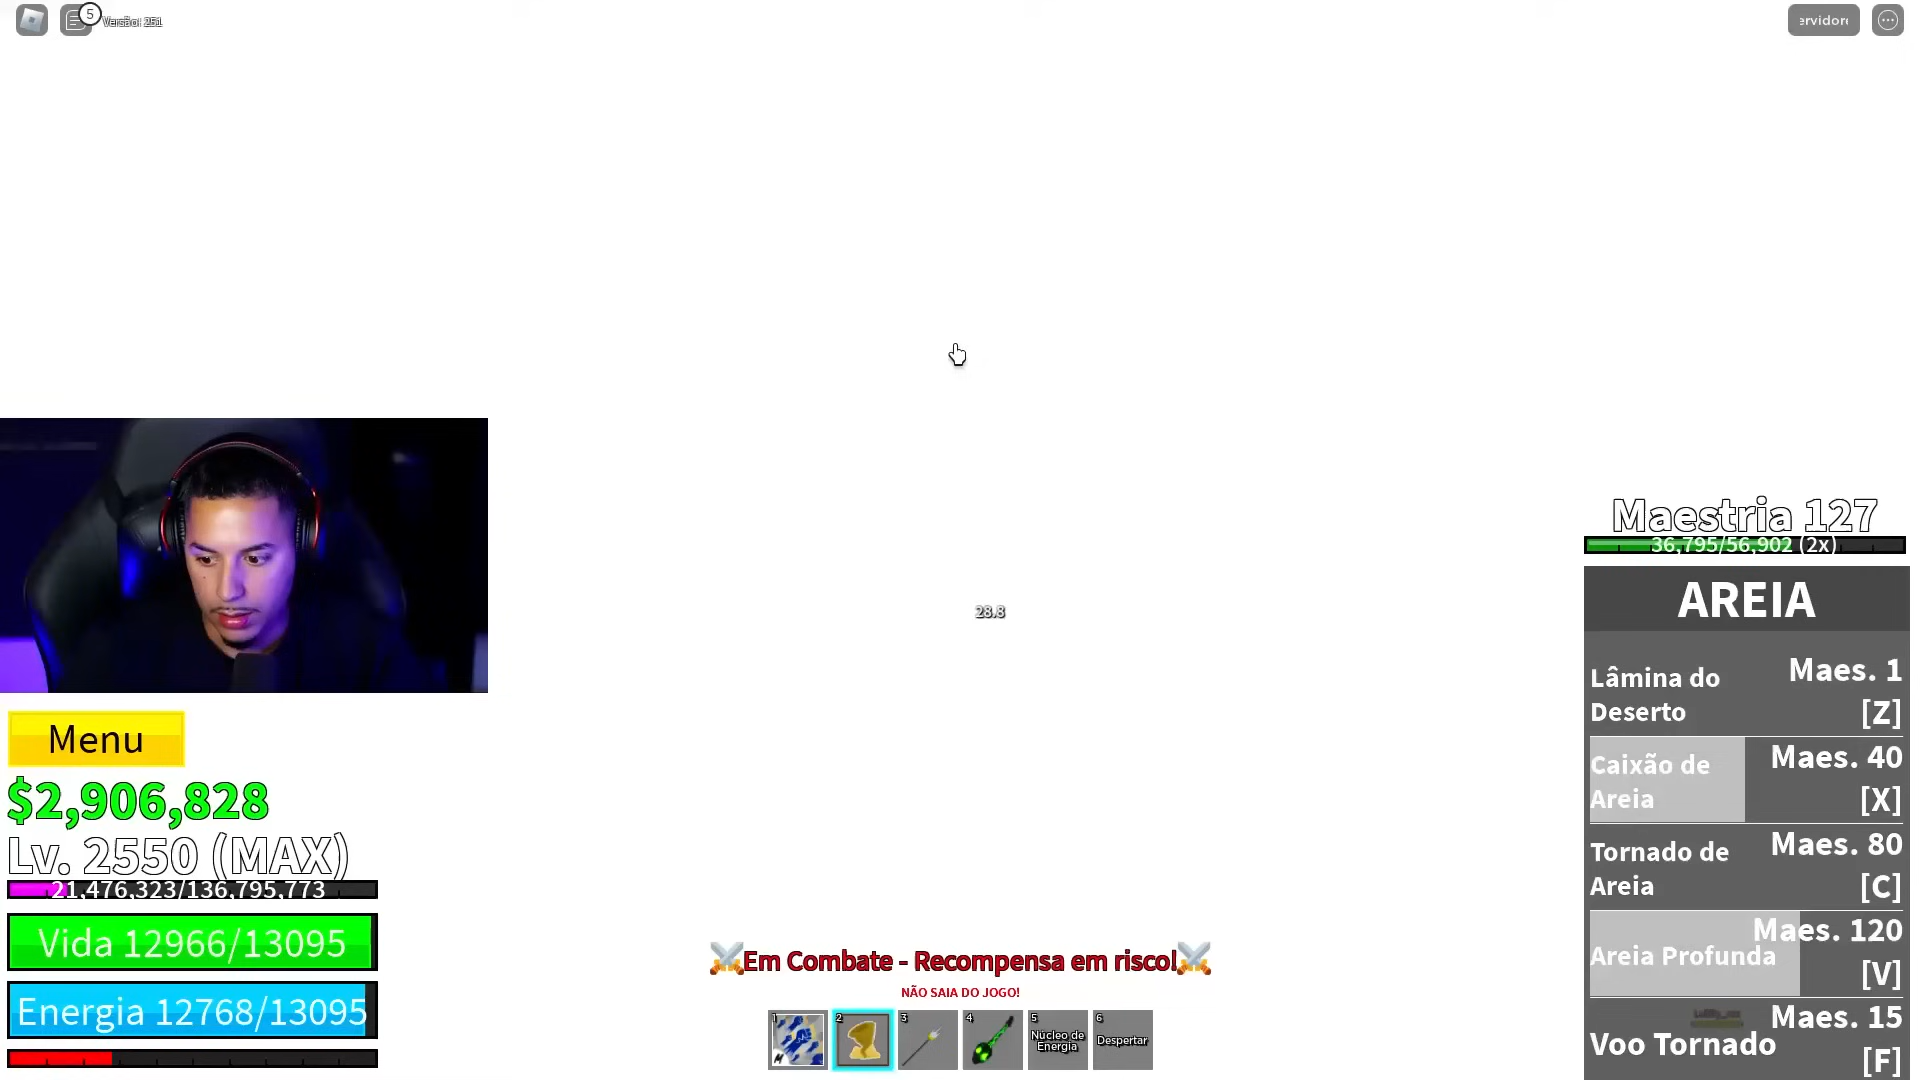 5
Versão: 251
ervidore
28.8
Menu
$2,906,828
Lv. 2550 (MAX)
21,476,323/136,795,773
Vida 12966/13095
Energia 12768/13095
Em Combate - Recompensa em risco!
NÃO SAIA DO JOGO!
1
2
3
4
5
Núcleo de
Energia
6
Despertar
Maestria 127
36,795/56,902 (2x)
AREIA
Lâmina do
Deserto
Maes. 1
[Z]
Caixão de
Areia
Maes. 40
[X]
Tornado de
Areia
Maes. 80
[C]
Areia Profunda
Maes. 120
[V]
Voo Tornado
Maes. 15
[F]